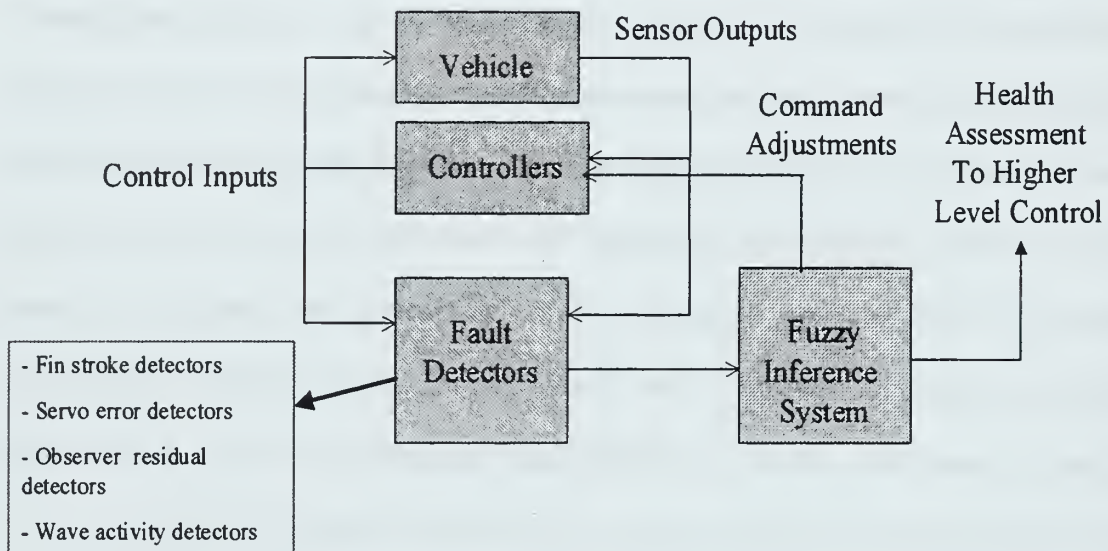 Sensor Outputs
Vehicle
Command
Adjustments
Health
Assessment
To Higher
Level Control
Control Inputs
Controllers
Fault
Detectors
Fuzzy
Inference
System
- Fin stroke detectors
- Servo error detectors
- Observer residual
detectors
- Wave activity detectors